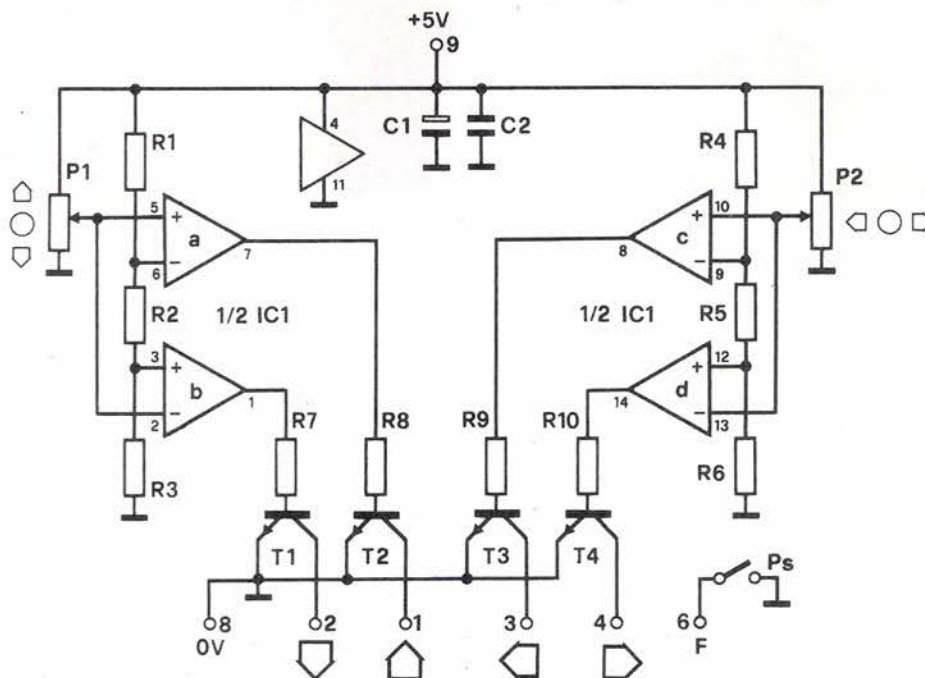 +5V
9
4
C1
C2
R1
R4
P1
P2
11
5
+
a
10
+
c
7
8
6
−
−
9
R2
1/2 IC1
1/2 IC1
R5
3
+
b
12
+
d
1
14
2
−
−
13
R7
R8
R9
R10
R3
R6
T1
T2
T3
T4
Ps
8
2
1
3
4
6
0V
F